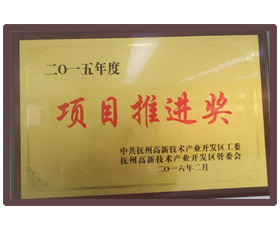 二〇一五年度
项目推进奖
中共抚州高新技术产业开发区工委
抚州高新技术产业开发区管委会
二〇一六年二月